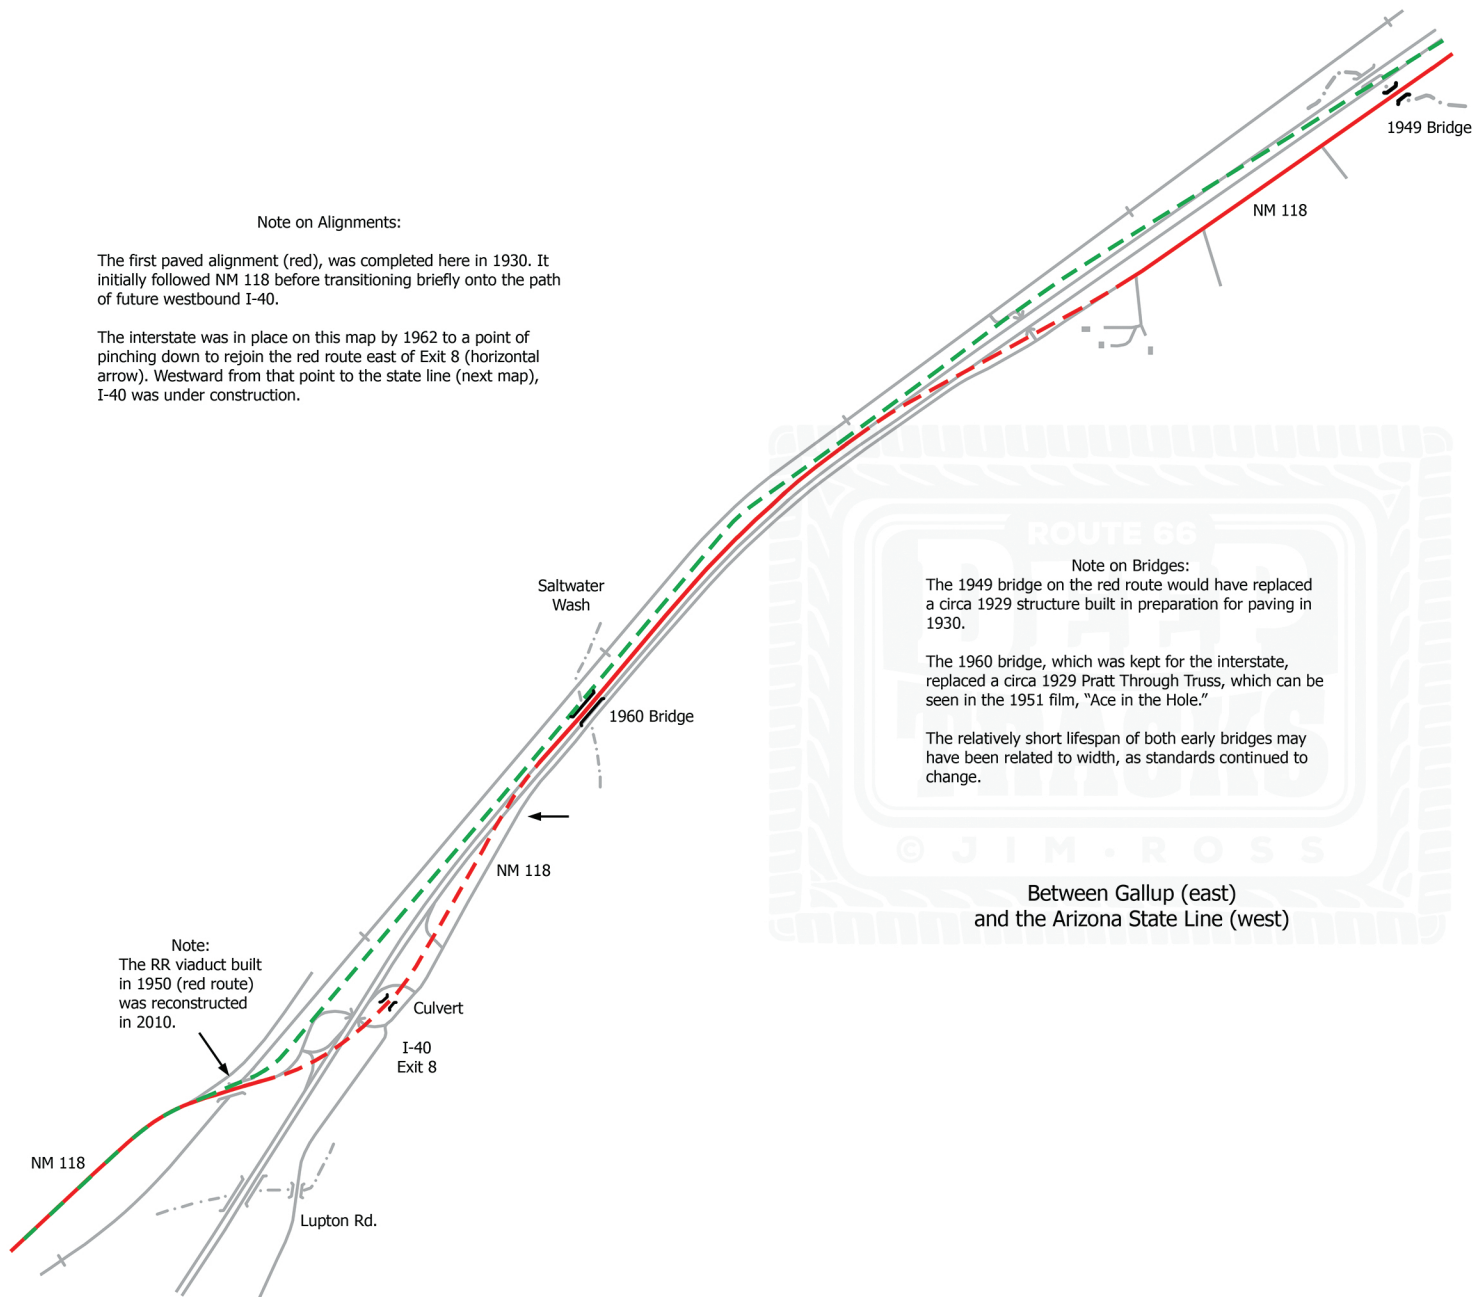 1949 Bridge
NM 118
Note on Alignments:
The first paved alignment (red), was completed here in 1930. It
initially followed NM 118 before transitioning briefly onto the path
of future westbound I-40.
The interstate was in place on this map by 1962 to a point of
pinching down to rejoin the red route east of Exit 8 (horizontal
arrow). Westward from that point to the state line (next map),
I-40 was under construction.
ROUTE 66
DEEP
TRACKS
© JIM • ROSS
Note on Bridges:
The 1949 bridge on the red route would have replaced
a circa 1929 structure built in preparation for paving in
1930.
The 1960 bridge, which was kept for the interstate,
replaced a circa 1929 Pratt Through Truss, which can be
seen in the 1951 film, “Ace in the Hole.”
The relatively short lifespan of both early bridges may
have been related to width, as standards continued to
change.
Saltwater
Wash
1960 Bridge
NM 118
Between Gallup (east)
and the Arizona State Line (west)
Note:
The RR viaduct built
in 1950 (red route)
was reconstructed
in 2010.
Culvert
I-40
Exit 8
NM 118
Lupton Rd.